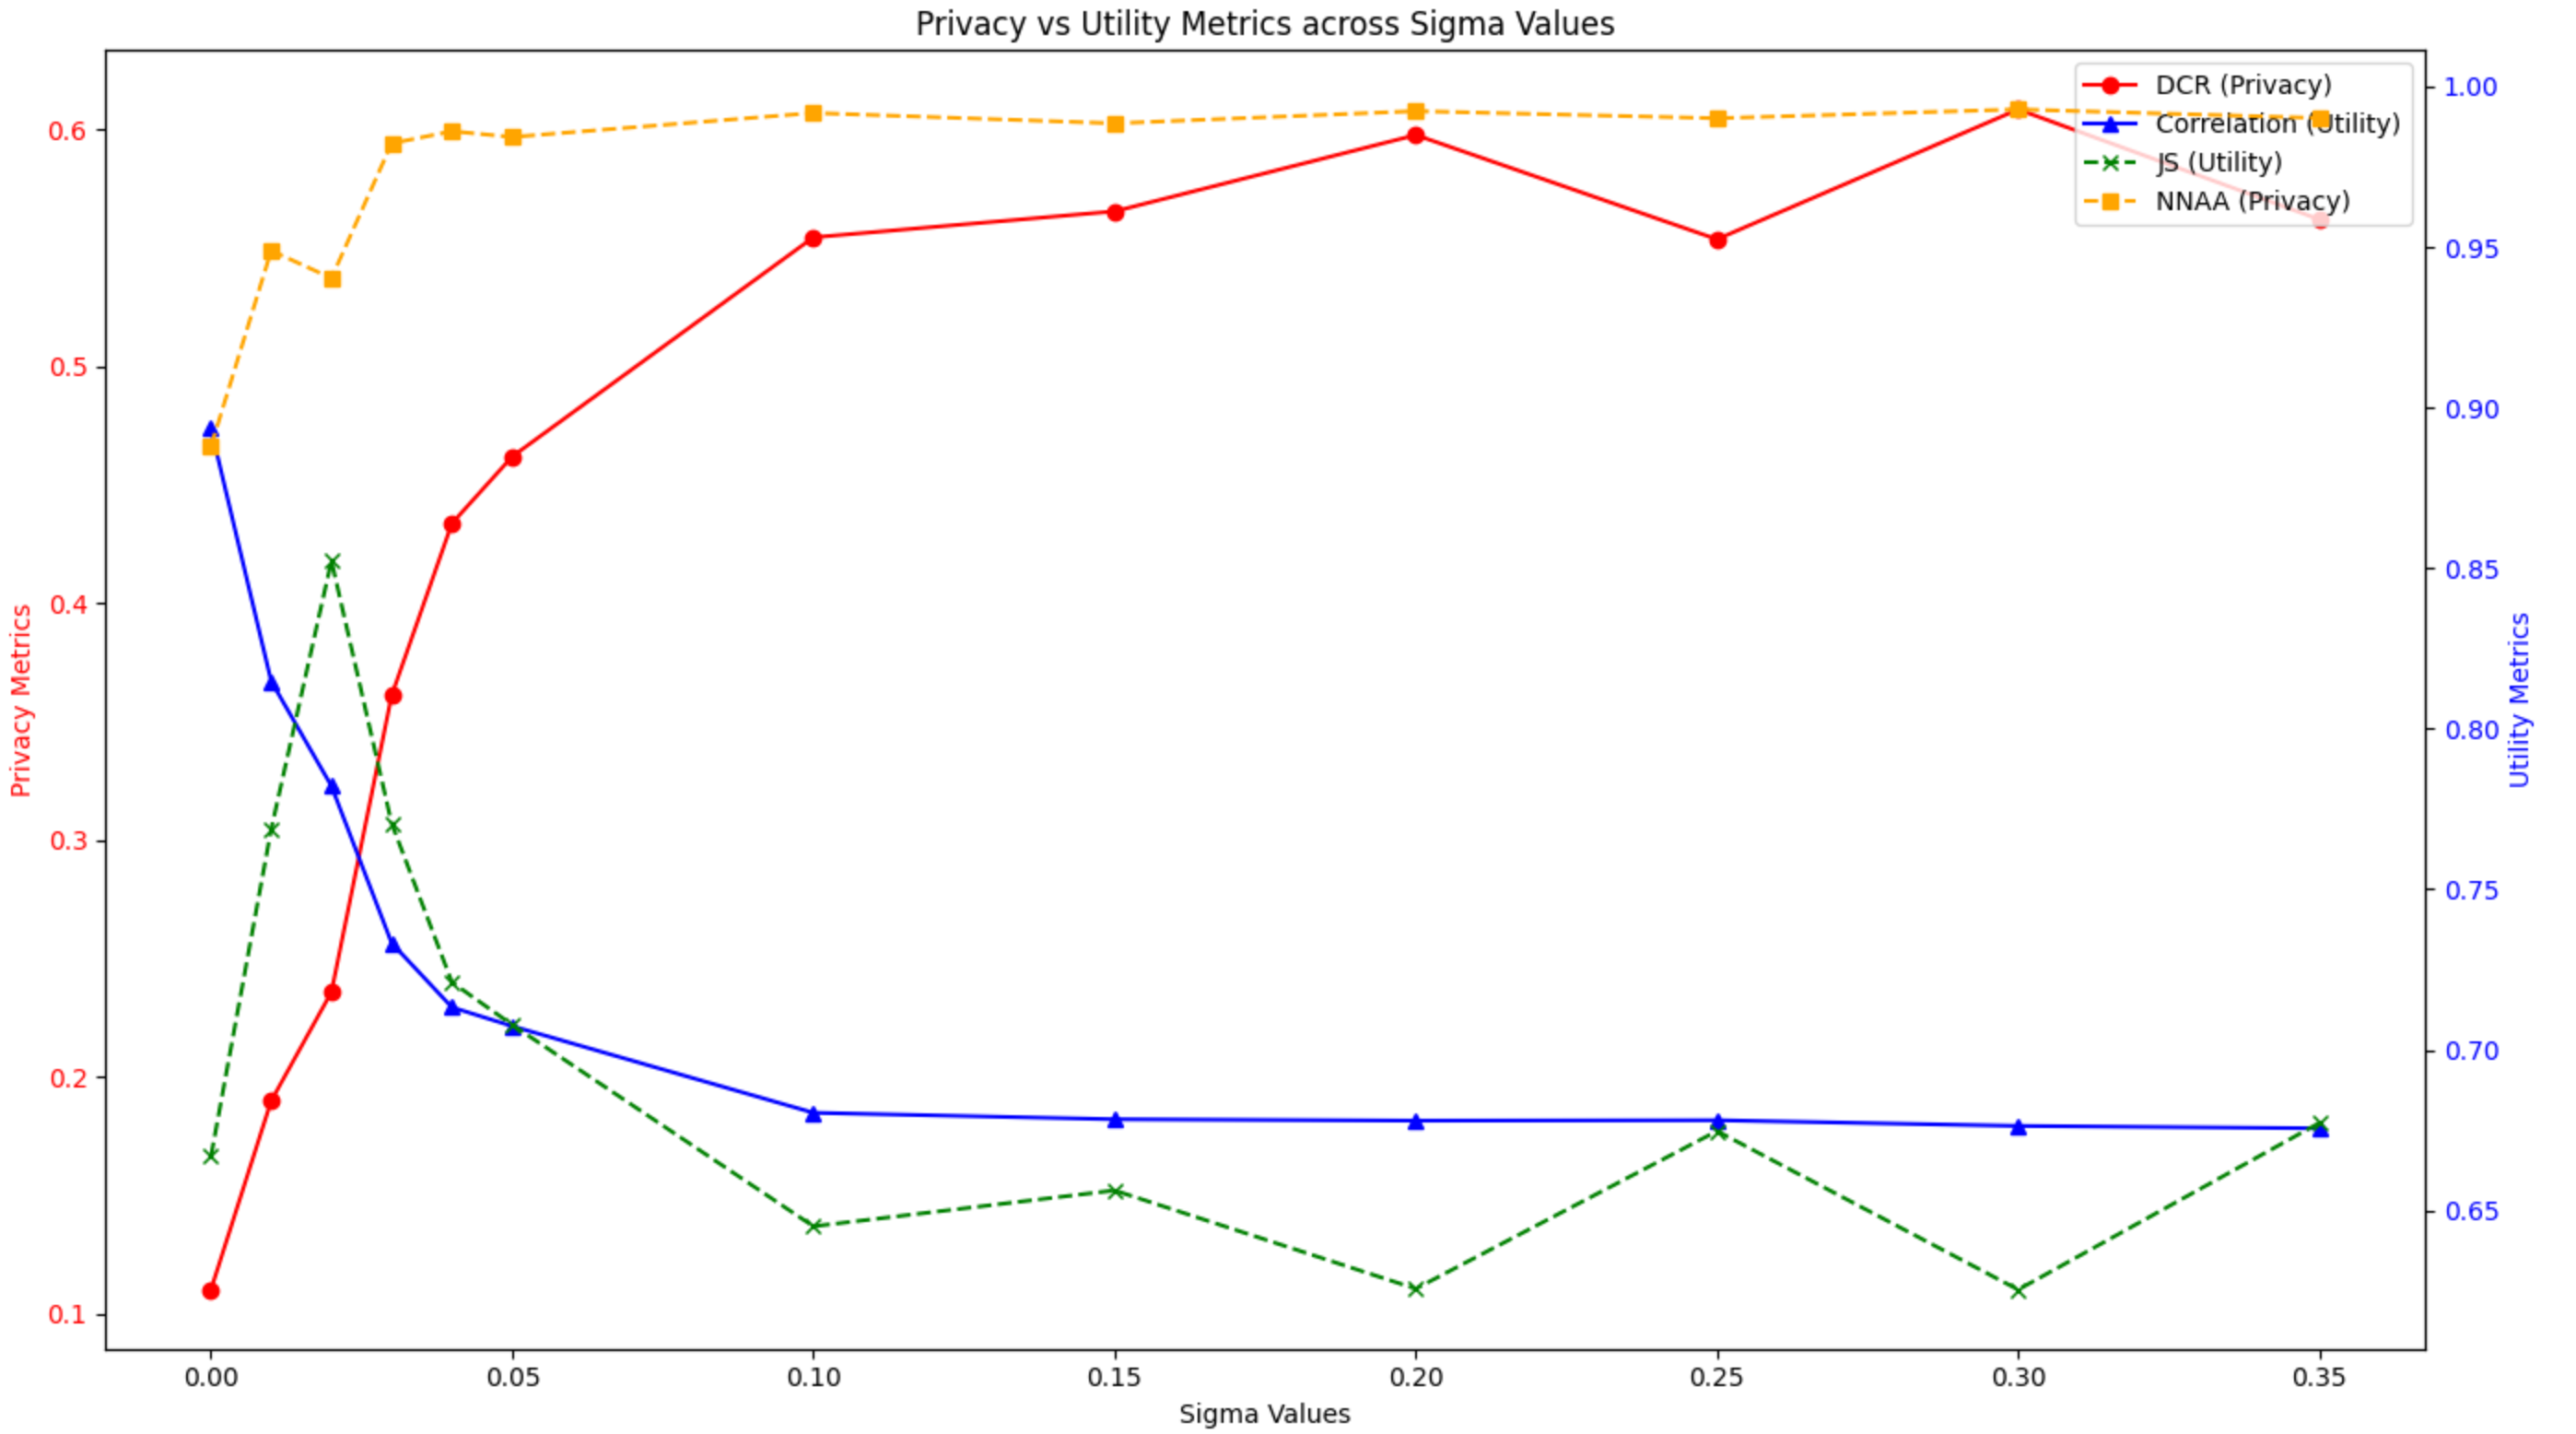 Privacy vs Utility Metrics across Sigma Values
DCR (Privacy)
Correlation (Utility)
JS (Utility)
NNAA (Privacy)
Privacy Metrics
0.6
0.5
0.4
0.3
0.2
0.1
1.00
0.95
0.90
0.85
0.80
0.75
0.70
0.65
Utility Metrics
0.00 0.05 0.10 0.15 0.20 0.25 0.30 0.35
Sigma Values